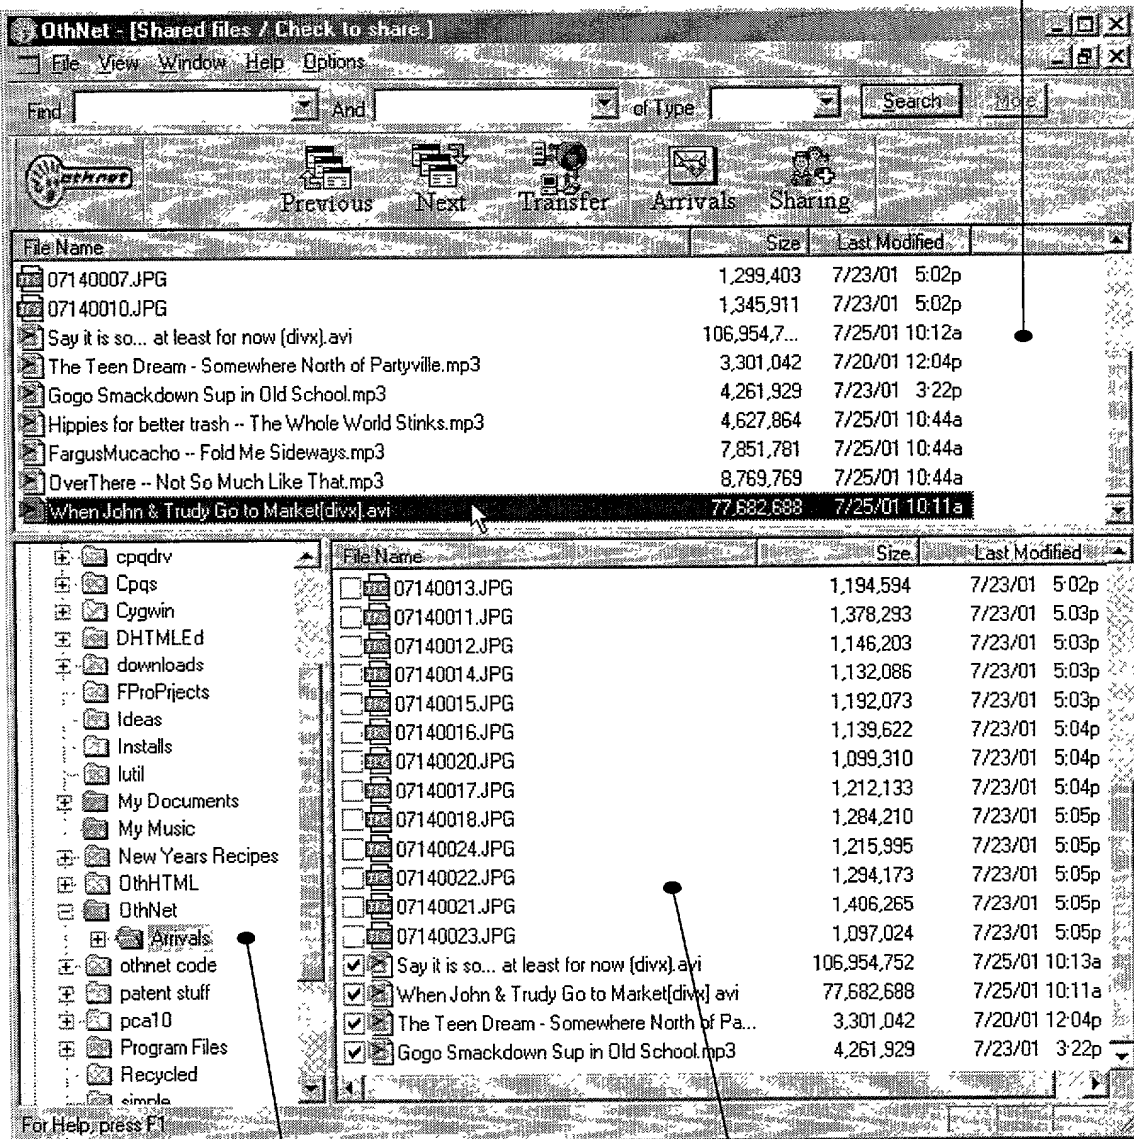 OthNet - [Shared files / Check to share.]
File View Window Help Options
Find And of Type Search More
othnet Previous Next Transfer Arrivals Sharing
File Name Size Last Modified
07140007.JPG 1,299,403 7/23/01 5:02p
07140010.JPG 1,345,911 7/23/01 5:02p
Say it is so... at least for now (divx).avi 106,954,7... 7/25/01 10:12a
The Teen Dream - Somewhere North of Partyville.mp3 3,301,042 7/20/01 12:04p
Gogo Smackdown Sup in Old School.mp3 4,261,929 7/23/01 3:22p
Hippies for better trash -- The Whole World Stinks.mp3 4,627,864 7/25/01 10:44a
FargusMucacho -- Fold Me Sideways.mp3 7,851,781 7/25/01 10:44a
OverThere -- Not So Much Like That.mp3 8,769,769 7/25/01 10:44a
When John & Trudy Go to Market[divx].avi 77,682,688 7/25/01 10:11a
cpqdrv
Cpqs
Cygwin
DHTMLEd
downloads
FProPrjects
Ideas
Installs
lutil
My Documents
My Music
New Years Recipes
OthHTML
OthNet
Arrivals
othnet code
patent stuff
pca10
Program Files
Recycled
simple
File Name Size Last Modified
07140013.JPG 1,194,594 7/23/01 5:02p
07140011.JPG 1,378,293 7/23/01 5:03p
07140012.JPG 1,146,203 7/23/01 5:03p
07140014.JPG 1,132,086 7/23/01 5:03p
07140015.JPG 1,192,073 7/23/01 5:03p
07140016.JPG 1,139,622 7/23/01 5:04p
07140020.JPG 1,099,310 7/23/01 5:04p
07140017.JPG 1,212,133 7/23/01 5:04p
07140018.JPG 1,284,210 7/23/01 5:05p
07140024.JPG 1,215,995 7/23/01 5:05p
07140022.JPG 1,294,173 7/23/01 5:05p
07140021.JPG 1,406,265 7/23/01 5:05p
07140023.JPG 1,097,024 7/23/01 5:05p
Say it is so... at least for now (divx).avi 106,954,752 7/25/01 10:13a
When John & Trudy Go to Market[divx].avi 77,682,688 7/25/01 10:11a
The Teen Dream - Somewhere North of Pa... 3,301,042 7/20/01 12:04p
Gogo Smackdown Sup in Old School.mp3 4,261,929 7/23/01 3:22p
For Help, press F1